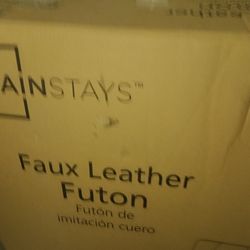 AINSTAYS™
Faux Leather
Futon
Futón de
imitación cuero